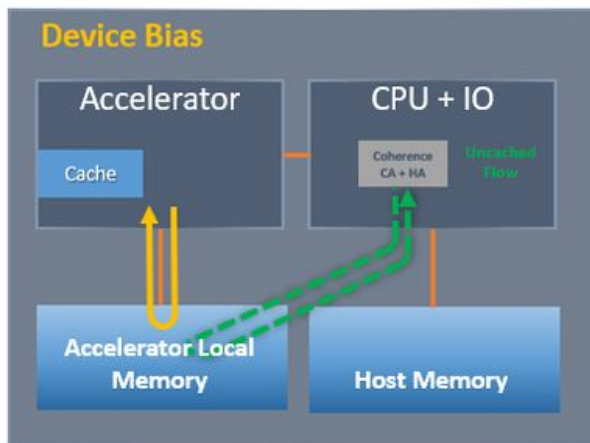 Device Bias
Accelerator
CPU + IO
Cache
Coherence
CA + HA
Uncached
Flow
Accelerator Local
Memory
Host Memory